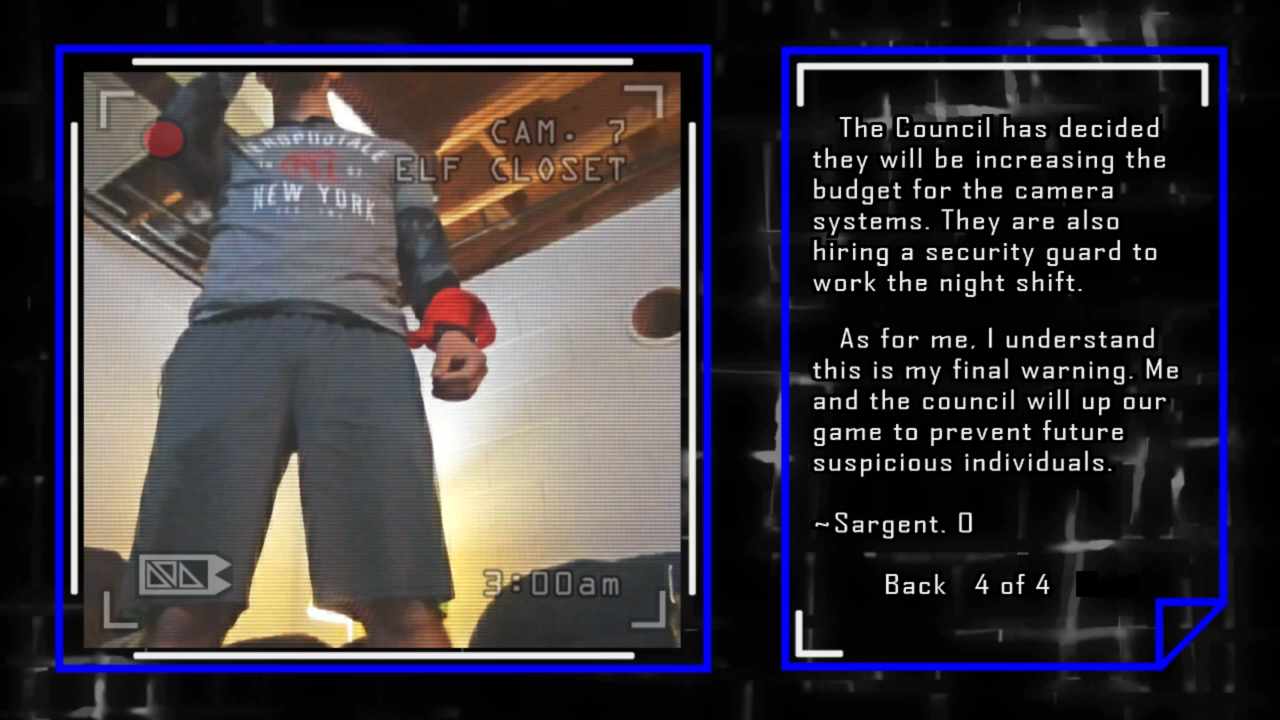 CAM. 7
ELF CLOSET
AEROPOSTALE
NY
NEW YORK
3:00am
The Council has decided
they will be increasing the
budget for the camera
systems. They are also
hiring a security guard to
work the night shift.
As for me, I understand
this is my final warning. Me
and the council will up our
game to prevent future
suspicious individuals.
~Sargent. O
Back 4 of 4